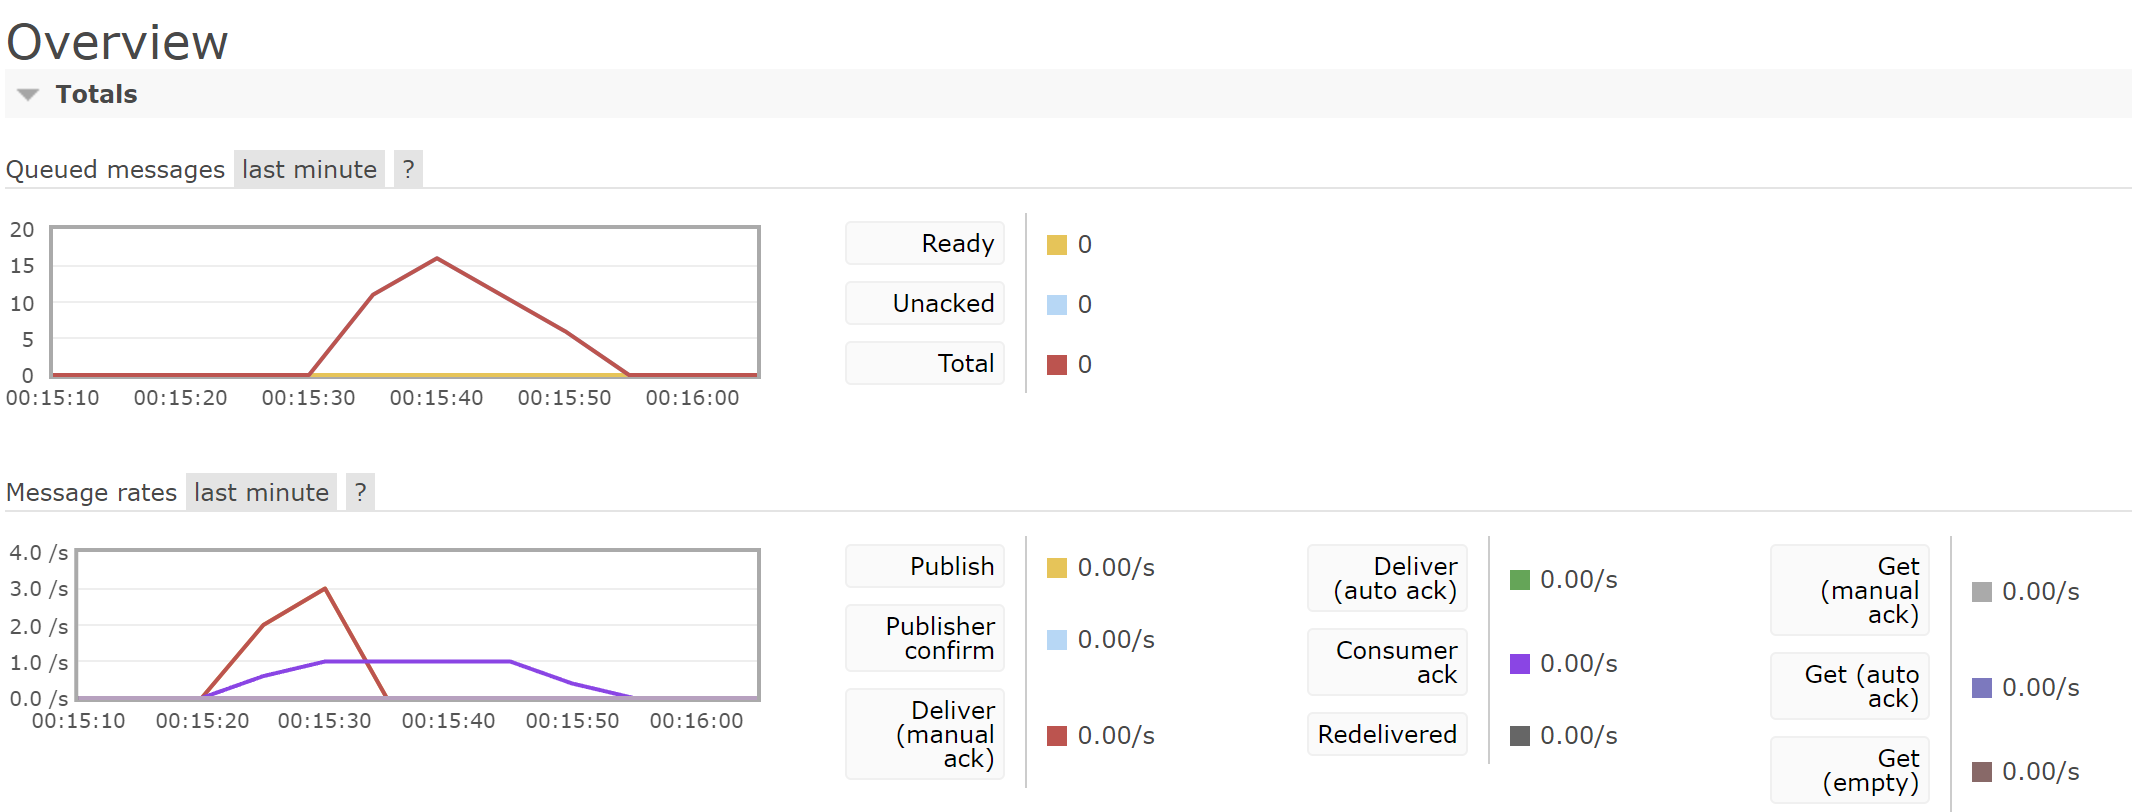 Overview
Totals
Queued messages last minute ?
20
15
10
5
0
00:15:10 00:15:20 00:15:30 00:15:40 00:15:50 00:16:00
Ready 0
Unacked 0
Total 0
Message rates last minute ?
4.0 /s
3.0 /s
2.0 /s
1.0 /s
0.0 /s
00:15:10 00:15:20 00:15:30 00:15:40 00:15:50 00:16:00
Publish 0.00/s
Publisher
confirm 0.00/s
Deliver
(manual 0.00/s
ack)
Deliver
(auto ack) 0.00/s
Consumer
ack 0.00/s
Redelivered 0.00/s
Get
(manual 0.00/s
ack)
Get (auto
ack) 0.00/s
Get
(empty) 0.00/s